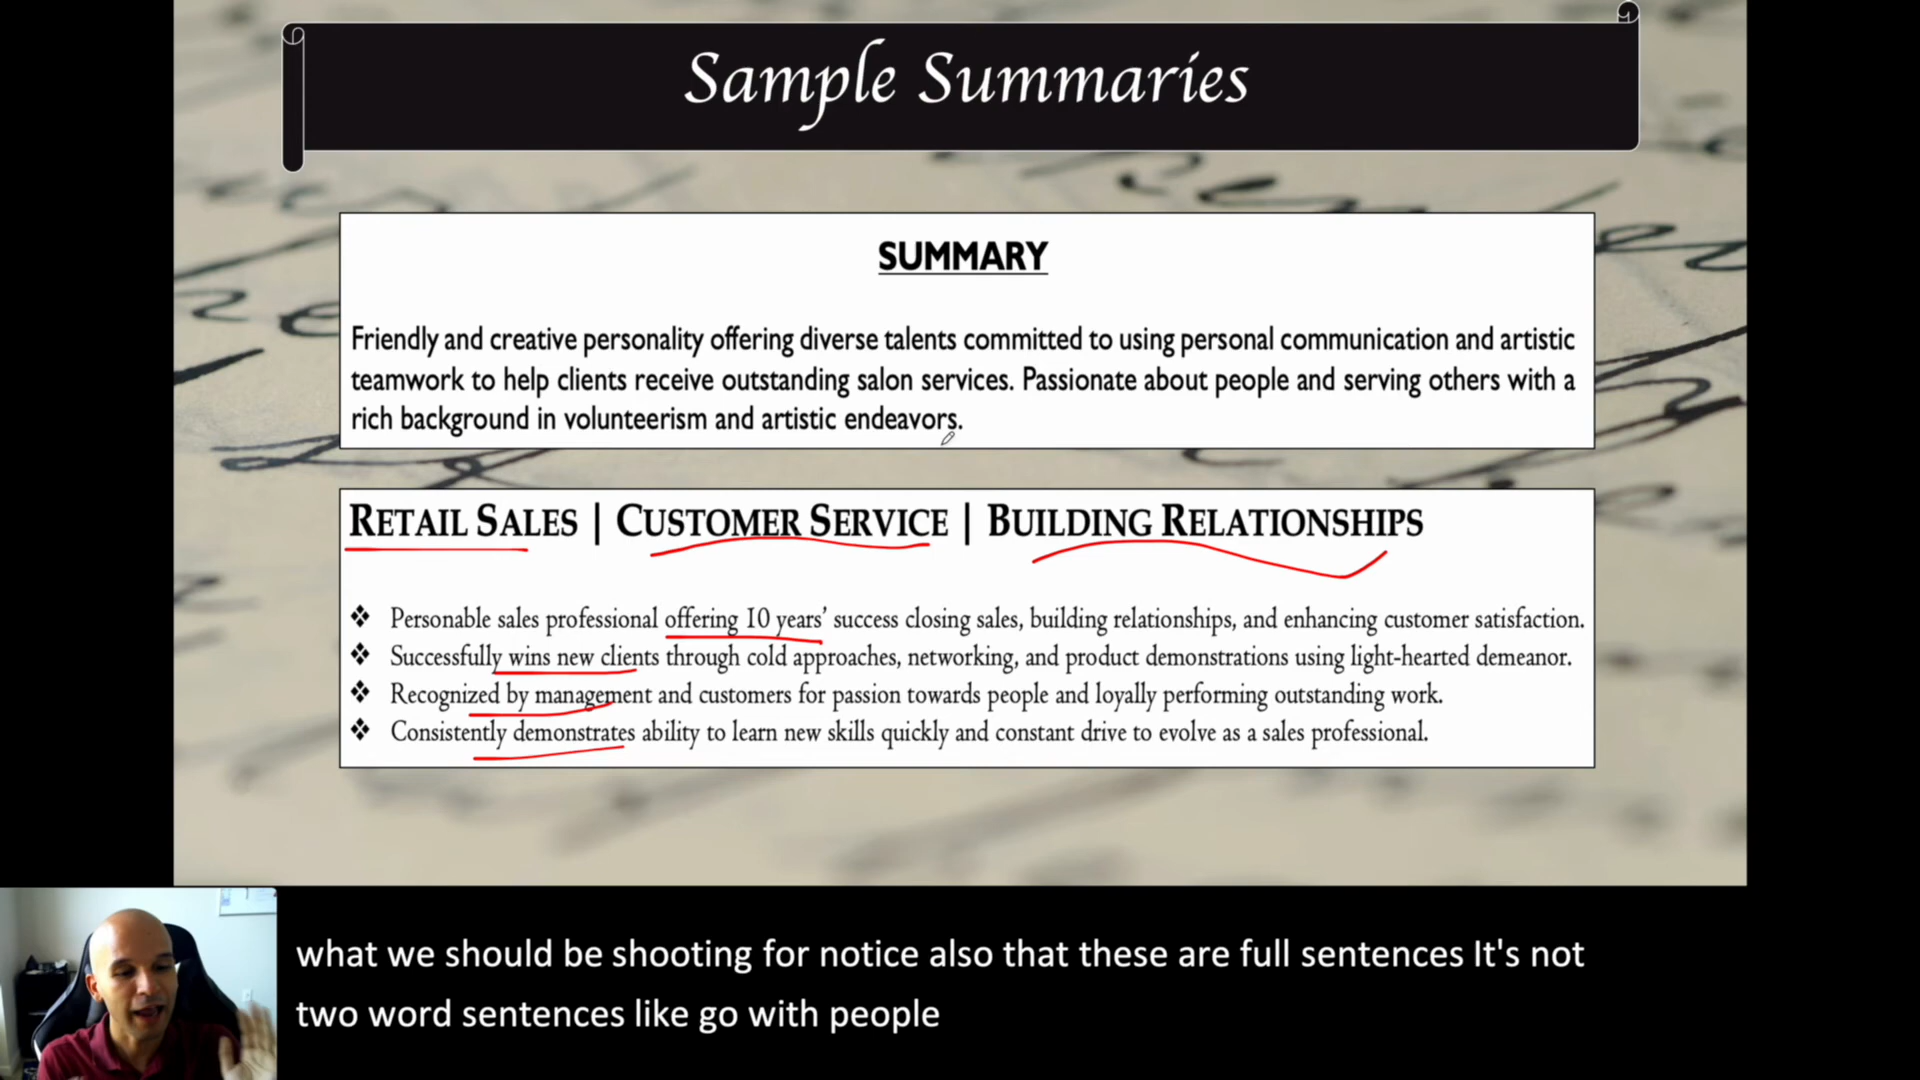 Sample Summaries
SUMMARY
Friendly and creative personality offering diverse talents committed to using personal communication and artistic
teamwork to help clients receive outstanding salon services. Passionate about people and serving others with a
rich background in volunteerism and artistic endeavors.
RETAIL SALES | CUSTOMER SERVICE | BUILDING RELATIONSHIPS
❖ Personable sales professional offering 10 years' success closing sales, building relationships, and enhancing customer satisfaction.
❖ Successfully wins new clients through cold approaches, networking, and product demonstrations using light-hearted demeanor.
❖ Recognized by management and customers for passion towards people and loyally performing outstanding work.
❖ Consistently demonstrates ability to learn new skills quickly and constant drive to evolve as a sales professional.
what we should be shooting for notice also that these are full sentences It's not
two word sentences like go with people